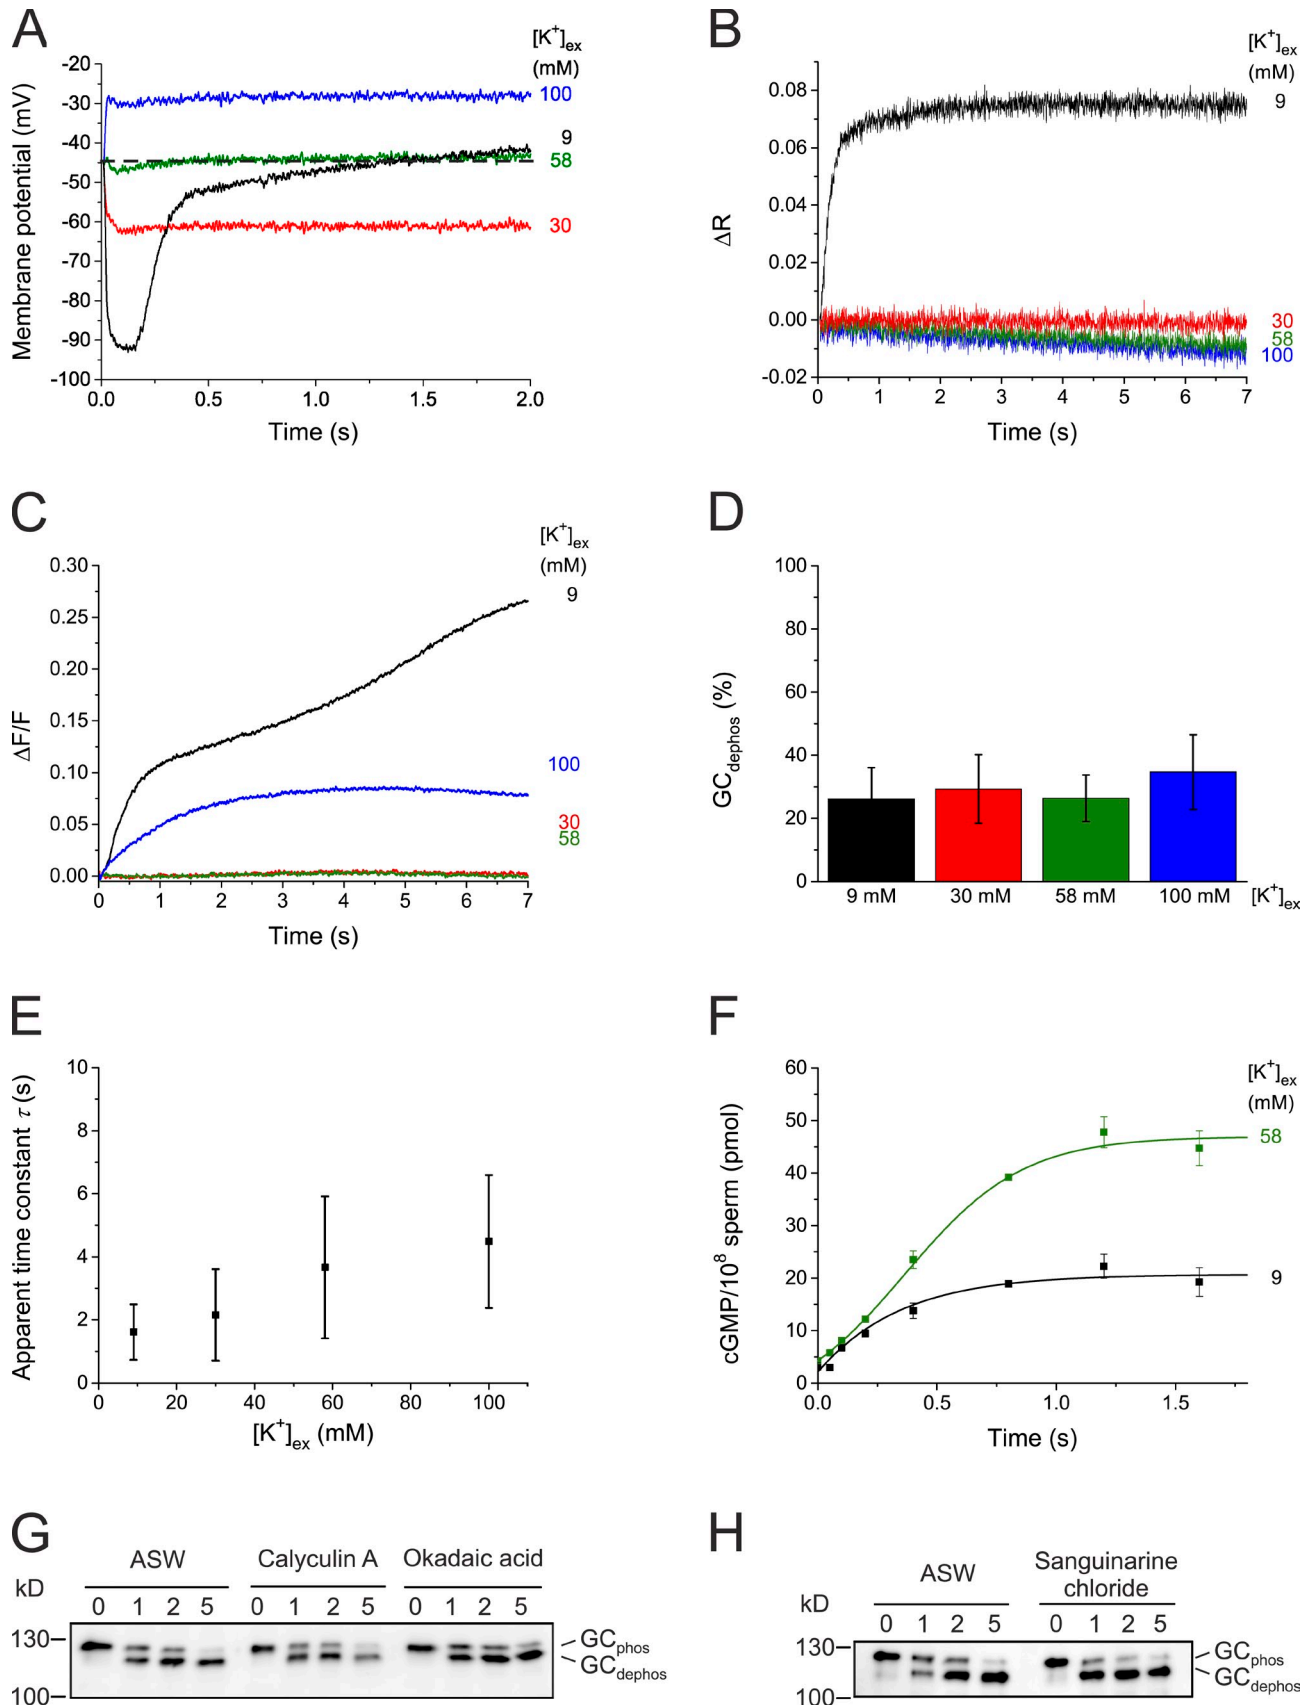 A
[K⁺]ex
(mM)
Membrane potential (mV)
-20
-30
-40
-50
-60
-70
-80
-90
-100
100
9
58
30
0.0 0.5 1.0 1.5 2.0
Time (s)
B
[K⁺]ex
(mM)
ΔR
0.08
0.06
0.04
0.02
0.00
-0.02
9
30
58
100
0 1 2 3 4 5 6 7
Time (s)
C
[K⁺]ex
(mM)
ΔF/F
0.30
0.25
0.20
0.15
0.10
0.05
0.00
9
100
30
58
0 1 2 3 4 5 6 7
Time (s)
D
GCdephos (%)
100
80
60
40
20
0
9 mM 30 mM 58 mM 100 mM [K⁺]ex
E
Apparent time constant τ (s)
10
8
6
4
2
0
0 20 40 60 80 100
[K⁺]ex (mM)
F
[K⁺]ex
(mM)
cGMP/10⁸ sperm (pmol)
60
50
40
30
20
10
0
58
9
0.0 0.5 1.0 1.5
Time (s)
G
ASW Calyculin A Okadaic acid
kD
0 1 2 5 0 1 2 5 0 1 2 5
130
100
GCphos
GCdephos
H
ASW Sanguinarine
chloride
kD
0 1 2 5 0 1 2 5
130
100
GCphos
GCdephos